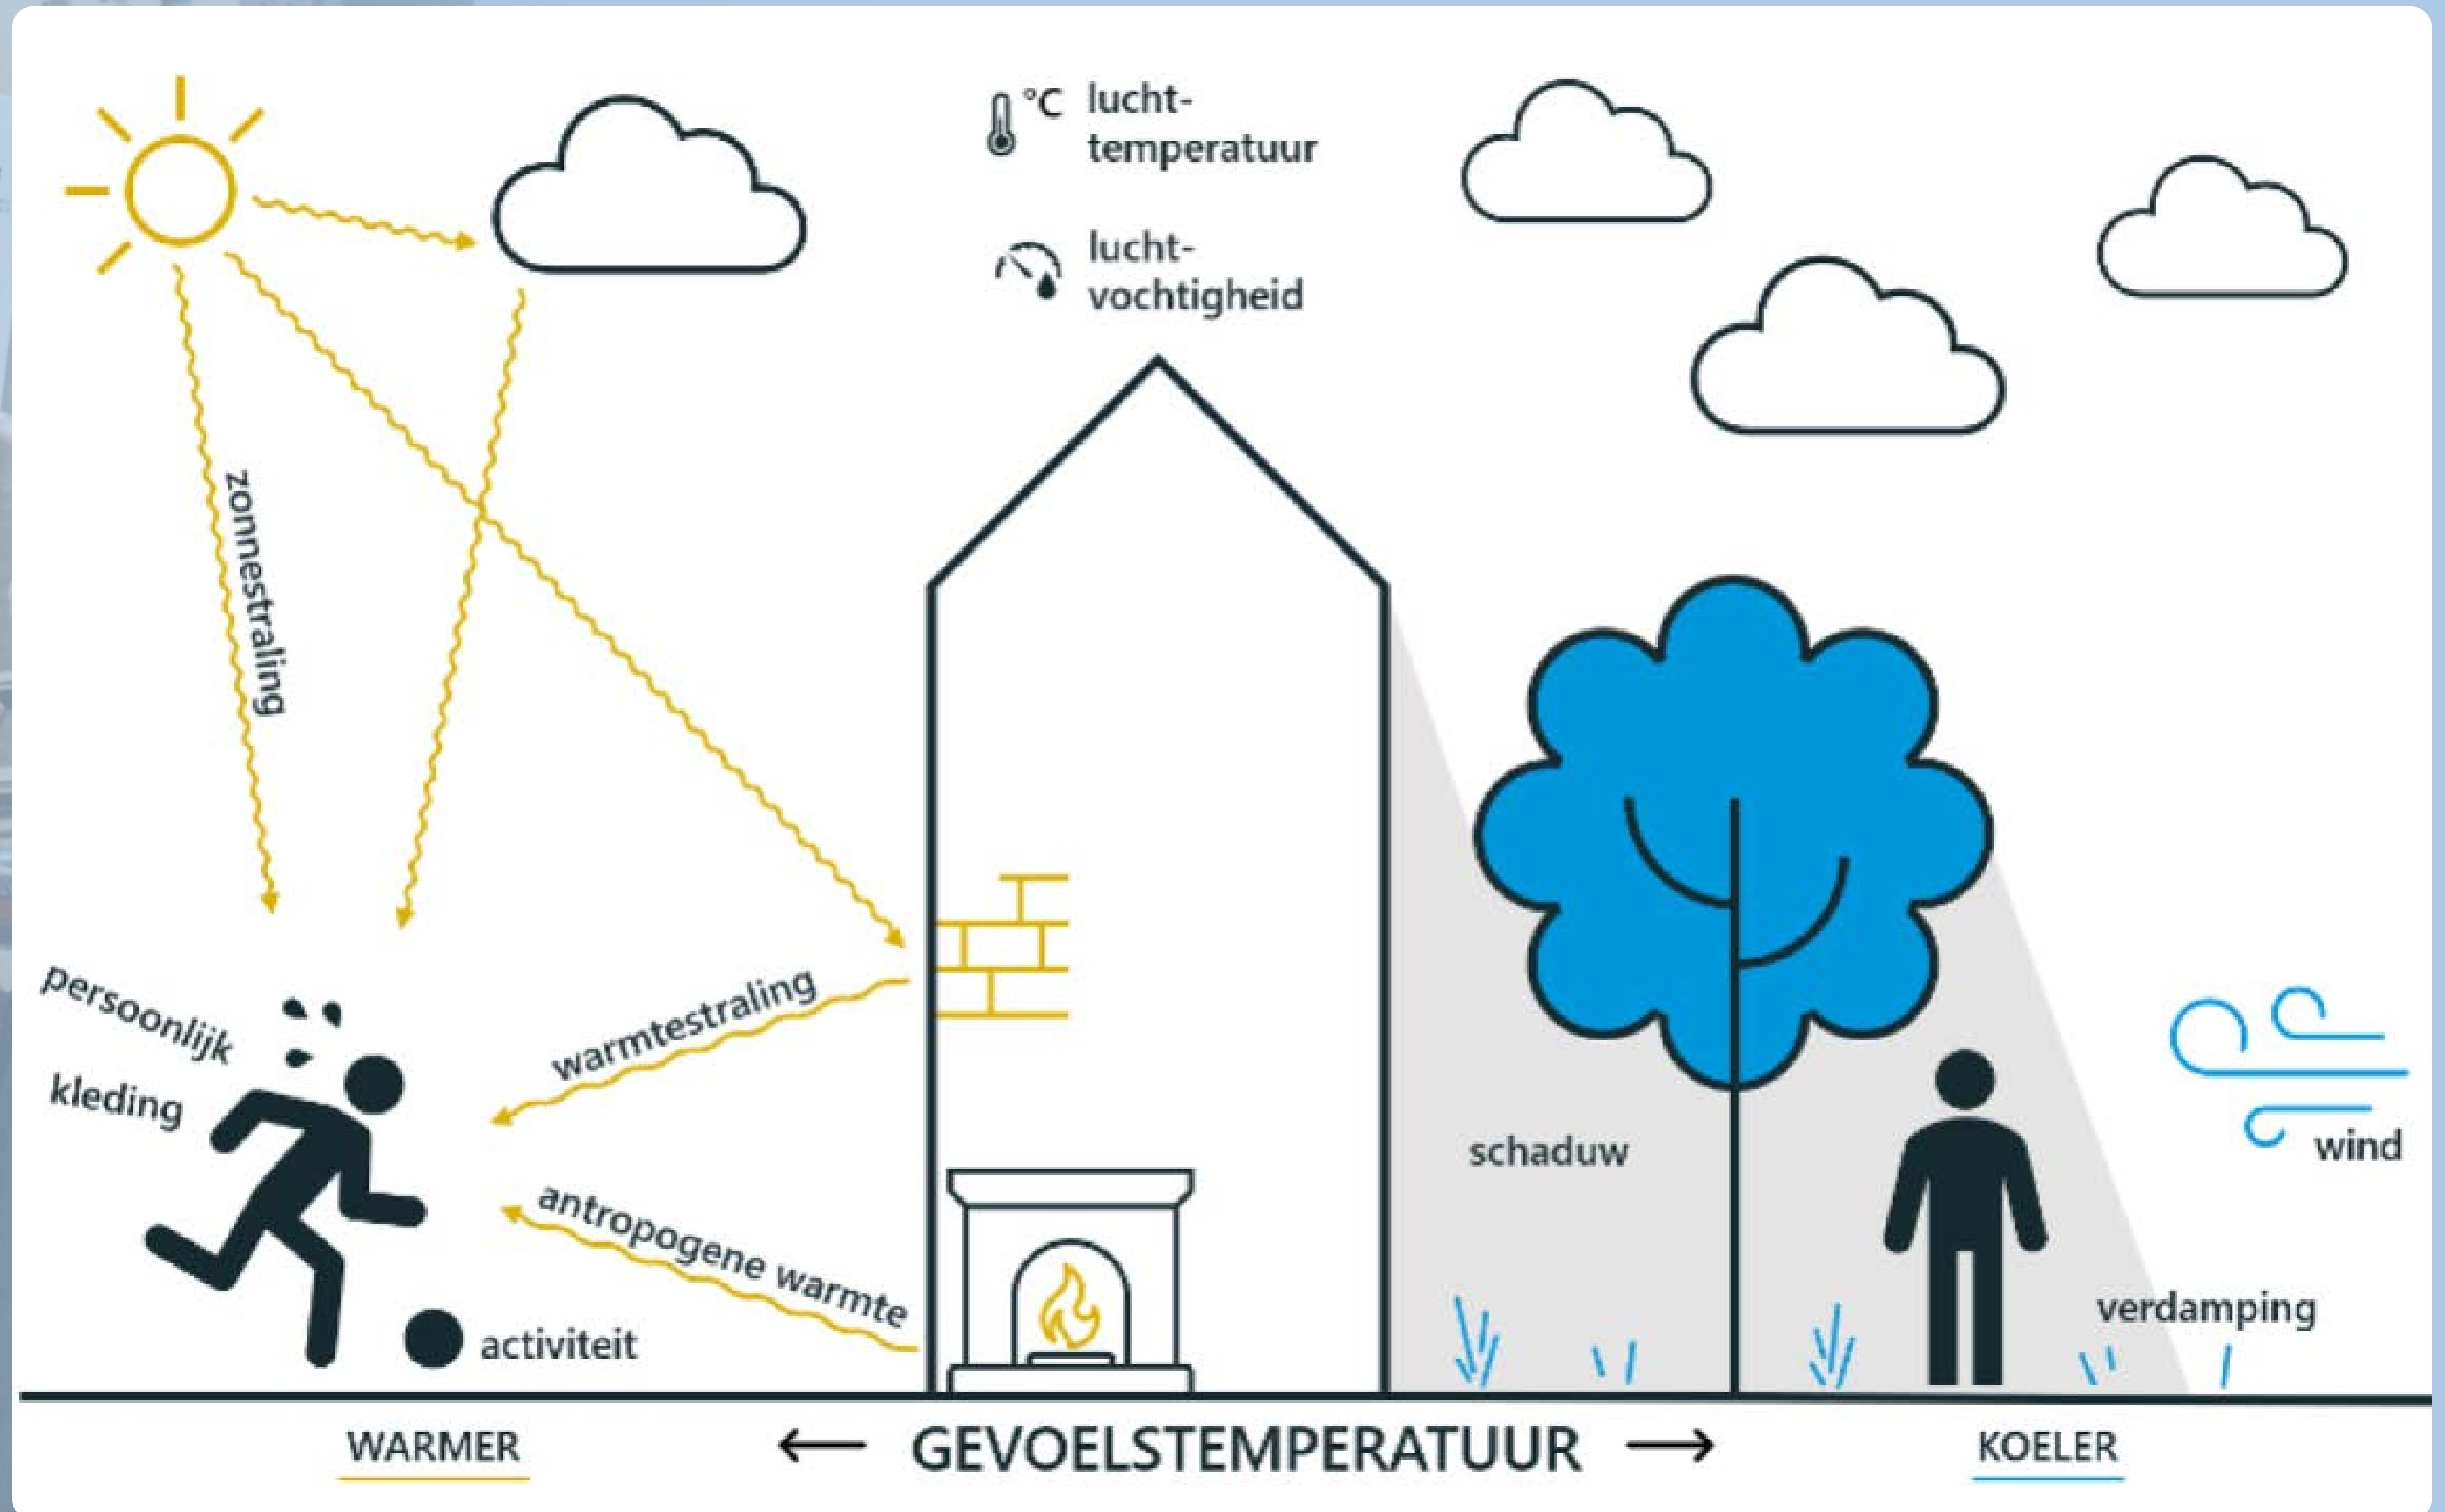 °C lucht-
temperatuur
lucht-
vochtigheid
zonnestraling
persoonlijk
kleding
warmtestraling
antropogene warmte
activiteit
schaduw
wind
verdamping
WARMER
← GEVOELSTEMPERATUUR →
KOELER